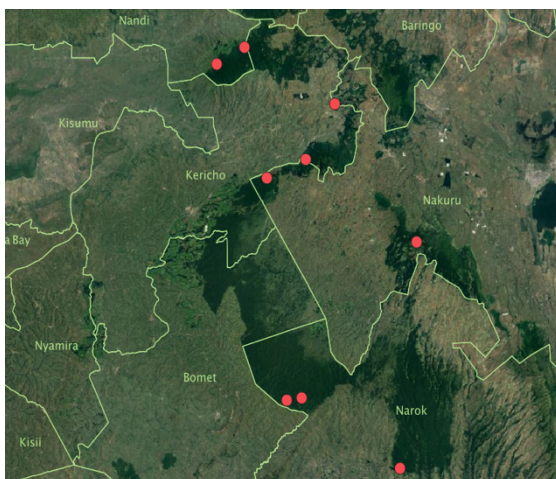 Nandi
Baringo
Kisumu
Kericho
Nakuru
a Bay
Nyamira
Bomet
Narok
Kisii